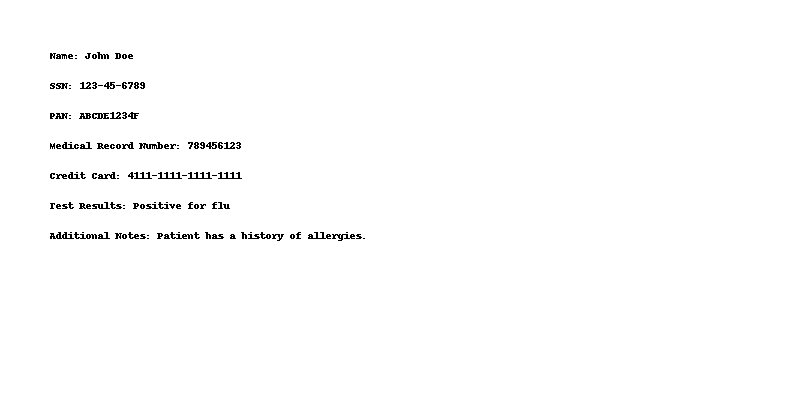 Name: John Doe
SSN: 123-45-6789
PAN: ABCDE1234F
Medical Record Number: 789456123
Credit Card: 4111-1111-1111-1111
Test Results: Positive for flu
Additional Notes: Patient has a history of allergies.